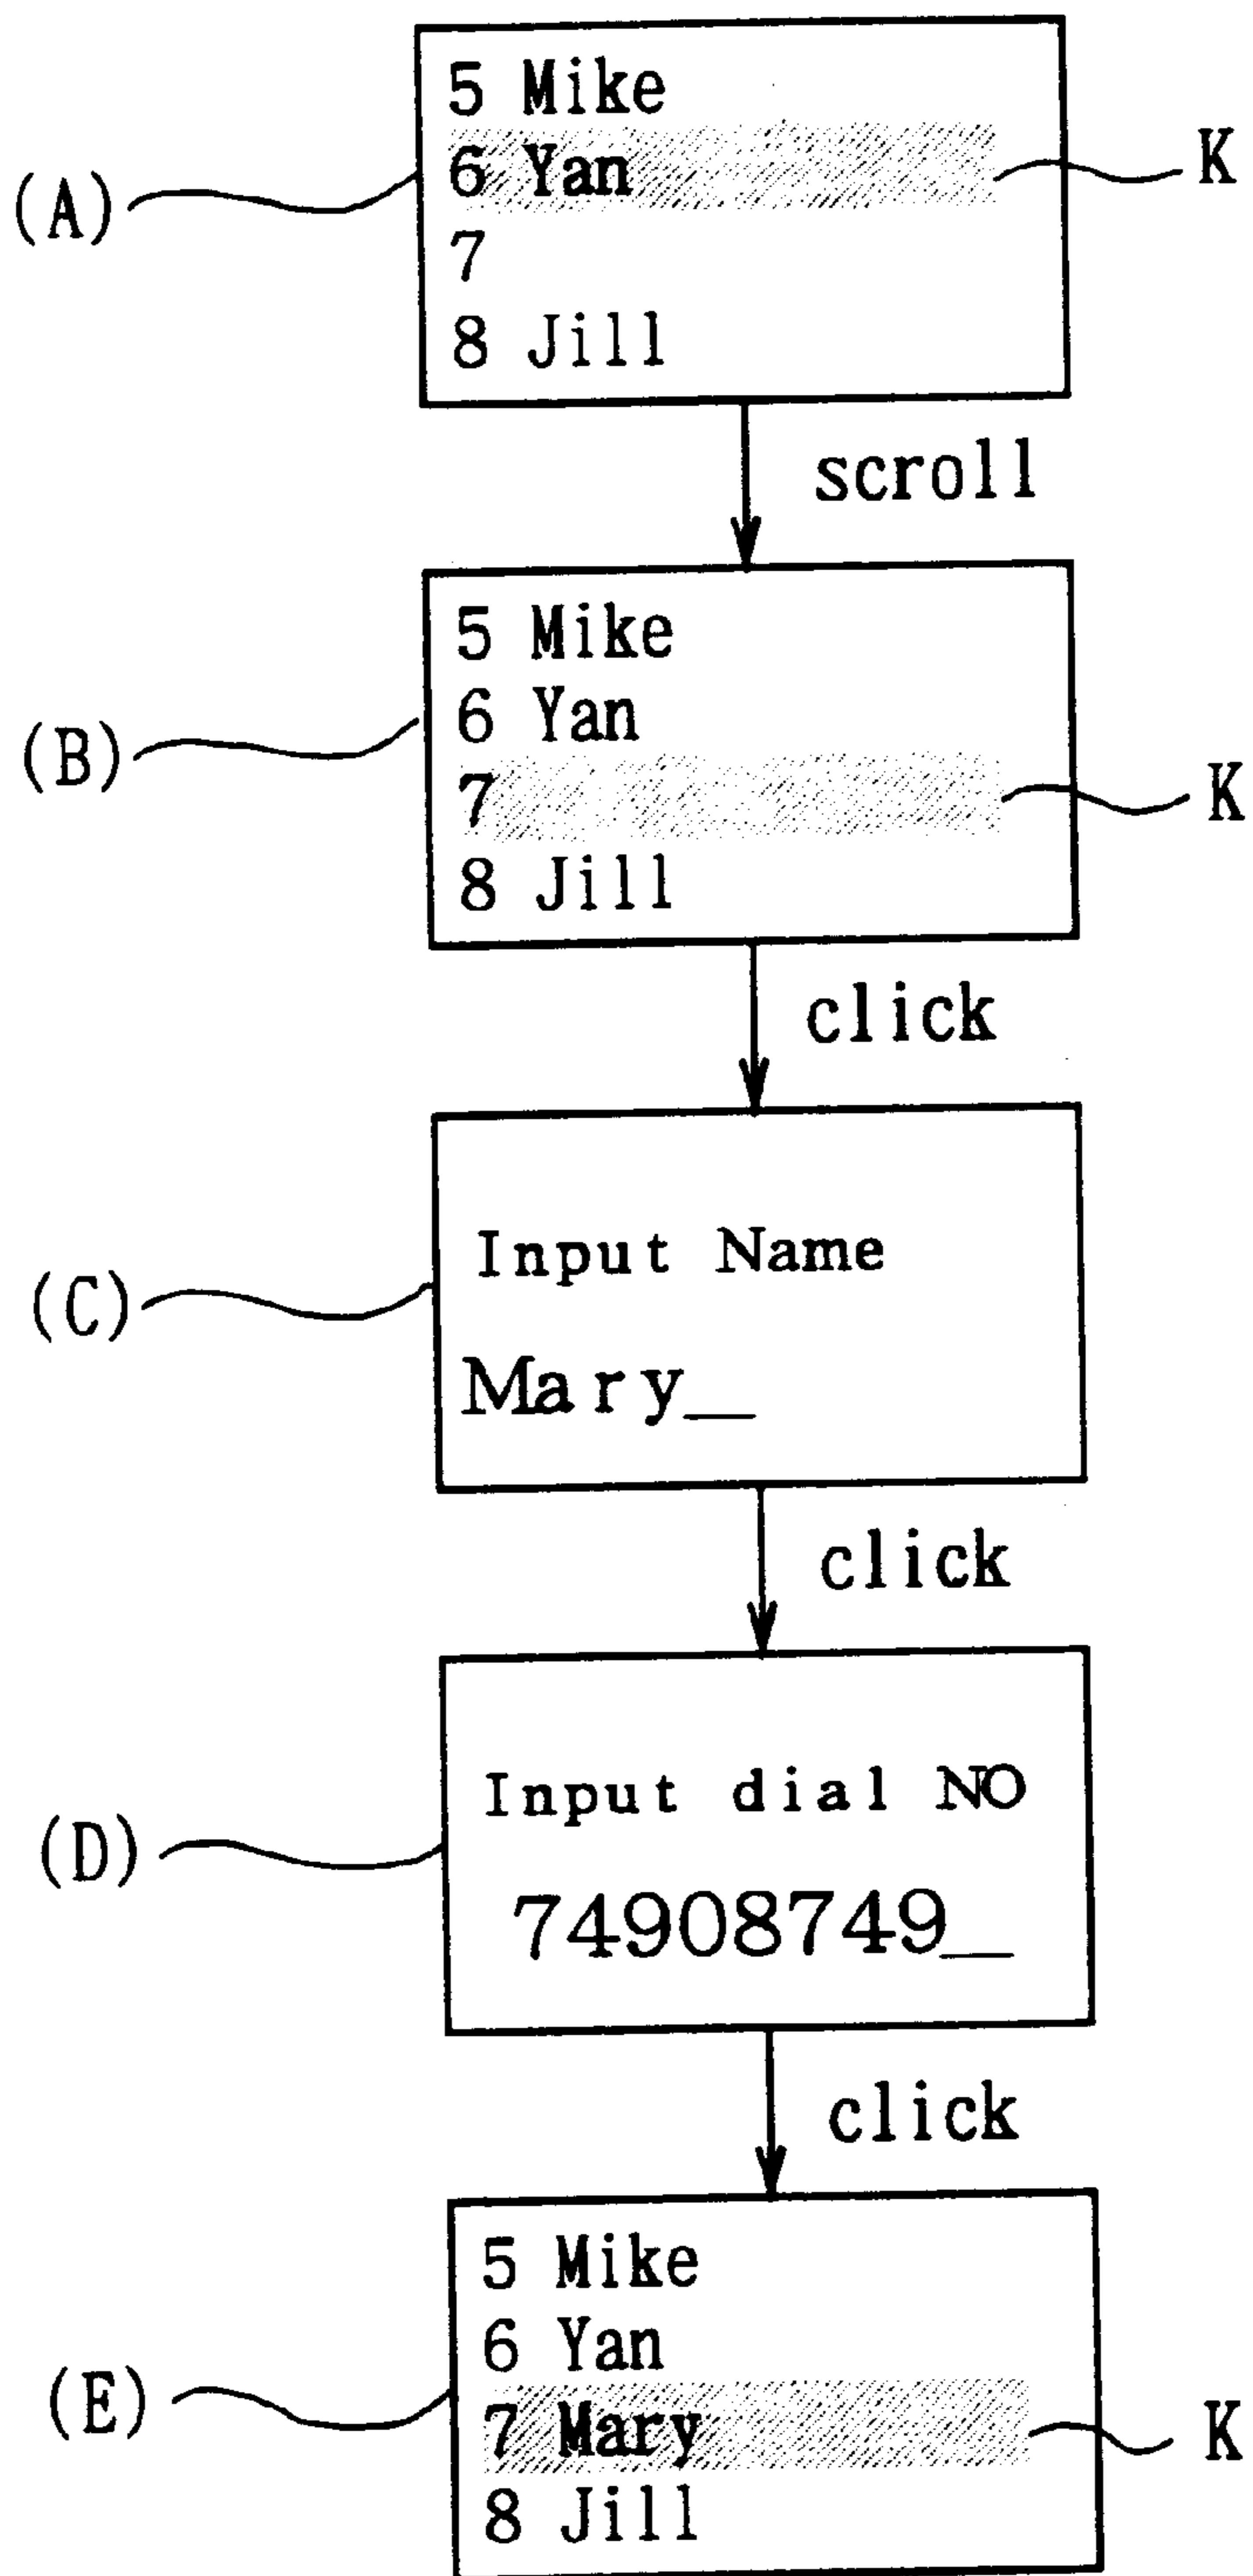 5 Mike
6 Yan
K
(A)
7
8 Jill
scroll
5 Mike
6 Yan
(B)
7
K
8 Jill
click
Input Name
(C)
Mary_
click
Input dial NO
(D)
74908749_
click
5 Mike
6 Yan
(E)
7 Mary
K
8 Jill